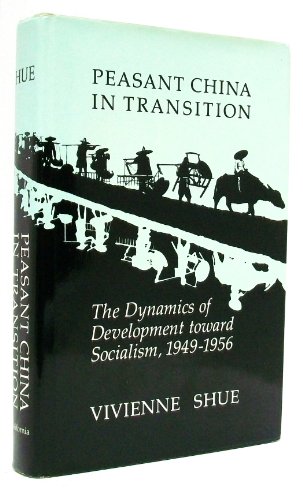 PEASANT CHINA
IN TRANSITION
The Dynamics of
Development toward
Socialism, 1949-1956
VIVIENNE SHUE
SHUE
PEASANT CHINA
IN TRANSITION
California